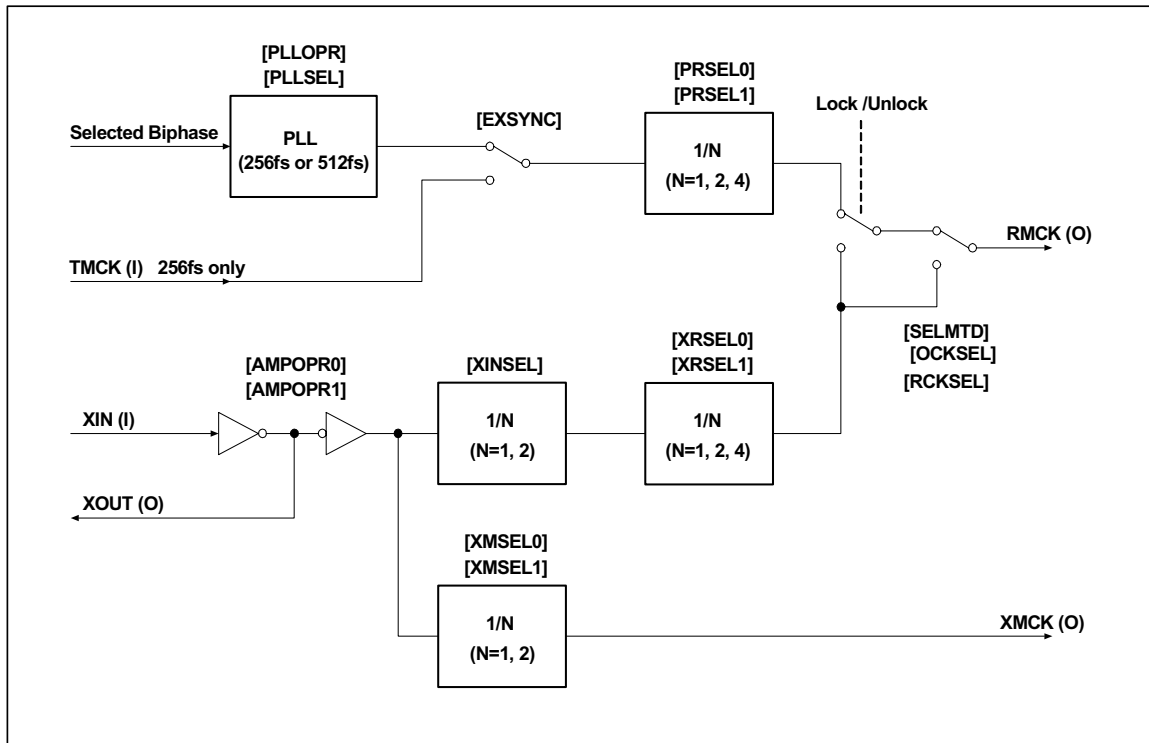 [PLLOPR]
[PLLSEL]
[PRSEL0]
[PRSEL1]
Lock /Unlock
[EXSYNC]
Selected Biphase
PLL
(256fs or 512fs)
1/N
(N=1, 2, 4)
RMCK (O)
TMCK (I) 256fs only
[SELMTD]
[OCKSEL]
[RCKSEL]
[AMPOPR0]
[AMPOPR1]
[XINSEL]
[XRSEL0]
[XRSEL1]
XIN (I)
1/N
(N=1, 2)
1/N
(N=1, 2, 4)
XOUT (O)
[XMSEL0]
[XMSEL1]
1/N
(N=1, 2)
XMCK (O)